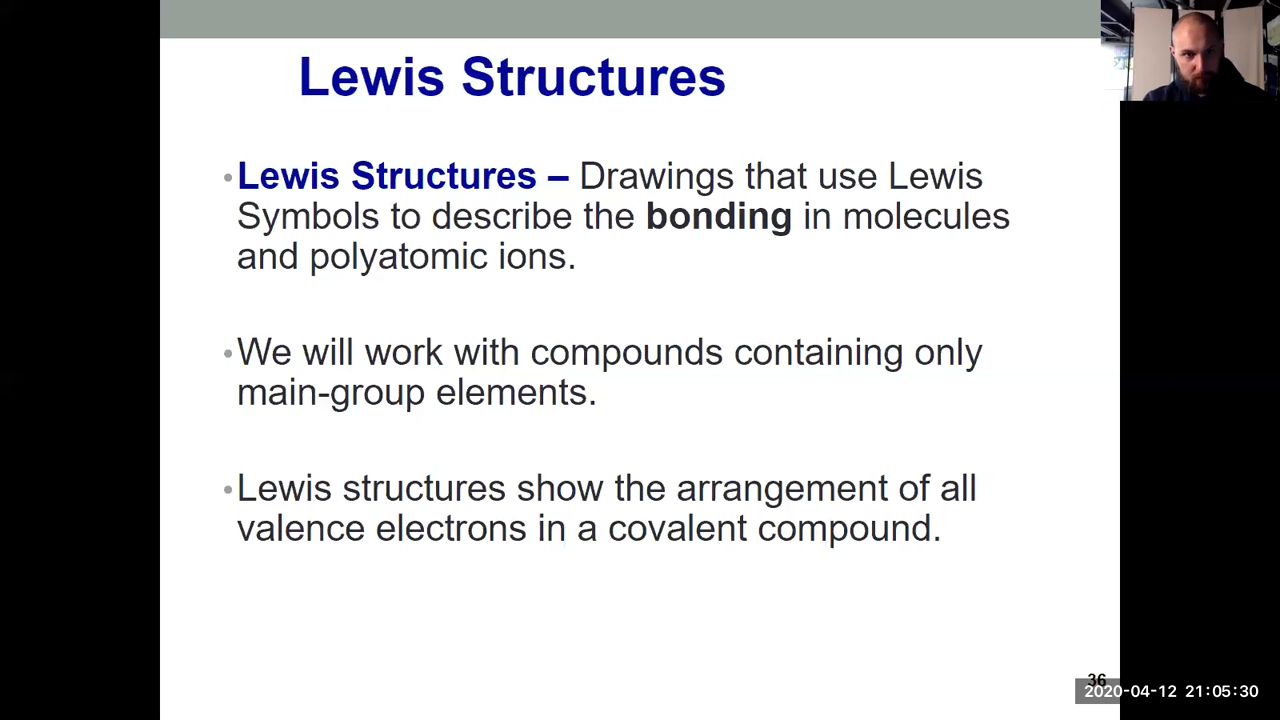 Lewis Structures
•Lewis Structures – Drawings that use Lewis
Symbols to describe the bonding in molecules
and polyatomic ions.
•We will work with compounds containing only
main-group elements.
•Lewis structures show the arrangement of all
valence electrons in a covalent compound.
36
2020-04-12 21:05:30